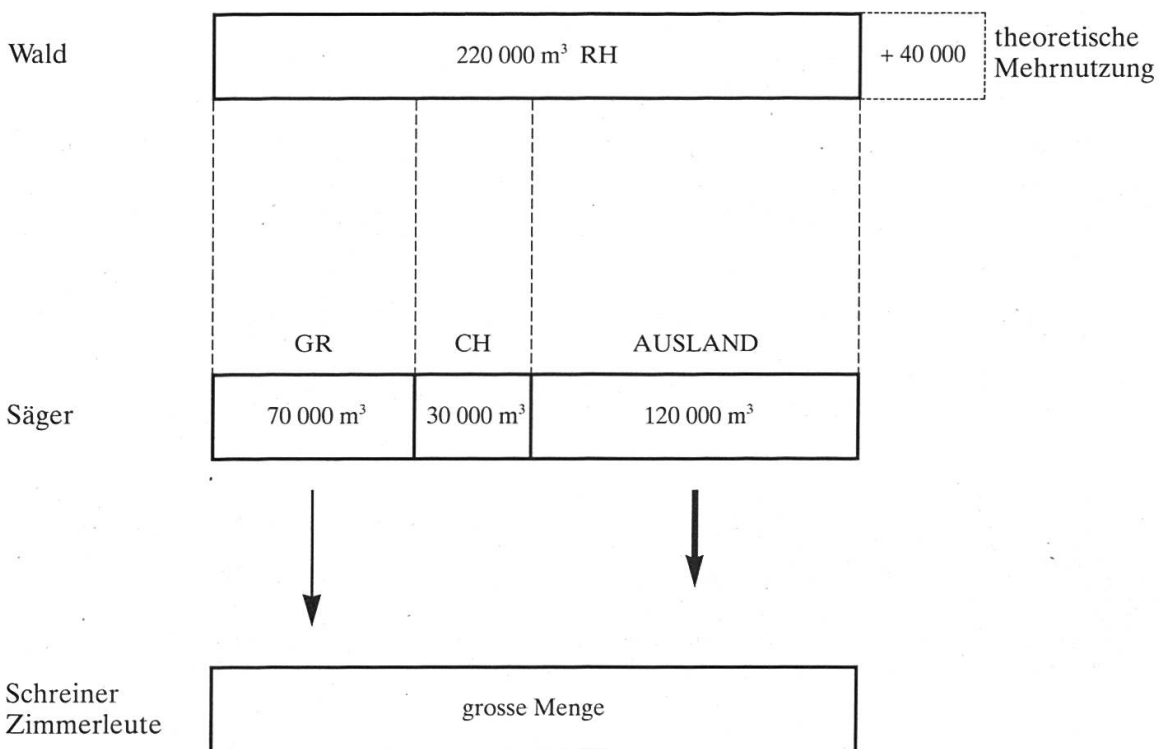 Wald
220 000 m³ RH
+ 40 000
theoretische
Mehrnutzung
GR
CH
AUSLAND
Säger
70 000 m³
30 000 m³
120 000 m³
Schreiner
Zimmerleute
grosse Menge